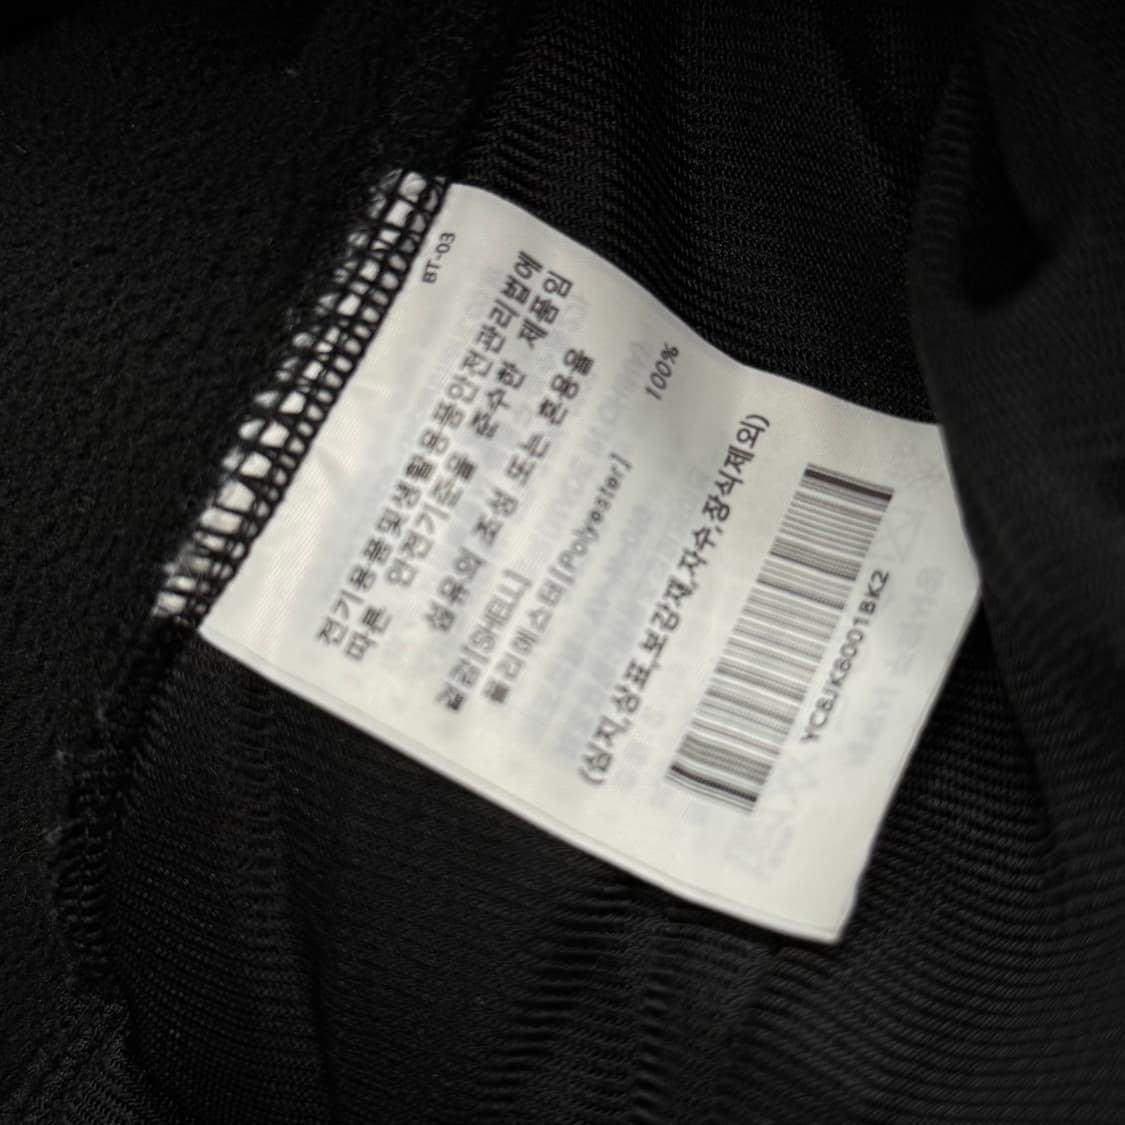 BT-03
전기용품및생활용품안전관리법에
따른 안전기준을 준수한 제품임
섬유의 조성 또는 혼용율
겉감[SHELL]
폴리에스터[Polyester] 100%
(심지,상표,보강재,자수,장식제외)
YC8JKB001BK2